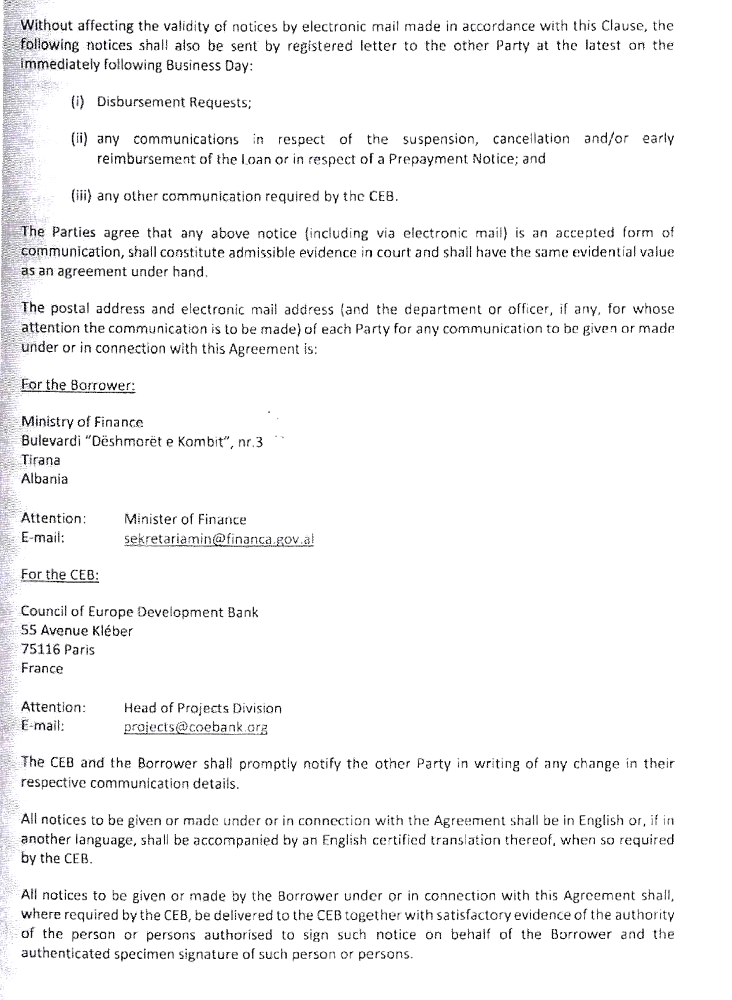 Without affecting the validity of notices by electronic mail made in accordance with this Clause, the
following notices shall also be sent by registered letter to the other Party at the latest on the
immediately following Business Day:
(i) Disbursement Requests;
(ii) any communications in respect of the suspension, cancellation and/or early
reimbursement of the Loan or in respect of a Prepayment Notice; and
(iii) any other communication required by the CEB.
The Parties agree that any above notice (including via electronic mail) is an accepted form of
communication, shall constitute admissible evidence in court and shall have the same evidential value
as an agreement under hand.
The postal address and electronic mail address (and the department or officer, if any, for whose
attention the communication is to be made) of each Party for any communication to be given or made
under or in connection with this Agreement is:
For the Borrower:
Ministry of Finance
Bulevardi "Dëshmorët e Kombit", nr.3
Tirana
Albania
Attention: Minister of Finance
E-mail: sekretariamin@financa.gov.al
For the CEB:
Council of Europe Development Bank
55 Avenue Kléber
75116 Paris
France
Attention: Head of Projects Division
E-mail: projects@coebank.org
The CEB and the Borrower shall promptly notify the other Party in writing of any change in their
respective communication details.
All notices to be given or made under or in connection with the Agreement shall be in English or, if in
another language, shall be accompanied by an English certified translation thereof, when so required
by the CEB.
All notices to be given or made by the Borrower under or in connection with this Agreement shall,
where required by the CEB, be delivered to the CEB together with satisfactory evidence of the authority
of the person or persons authorised to sign such notice on behalf of the Borrower and the
authenticated specimen signature of such person or persons.